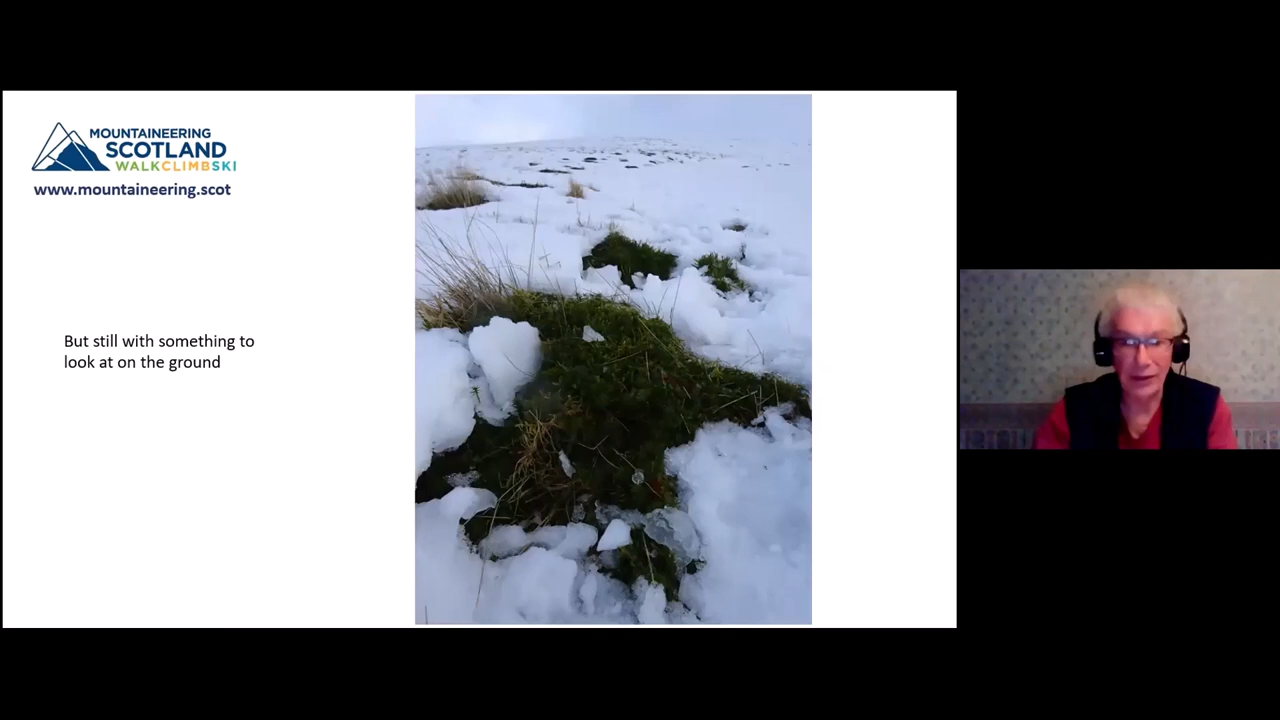 MOUNTAINEERING
SCOTLAND
WALKCLIMBSKI
www.mountaineering.scot
But still with something to
look at on the ground